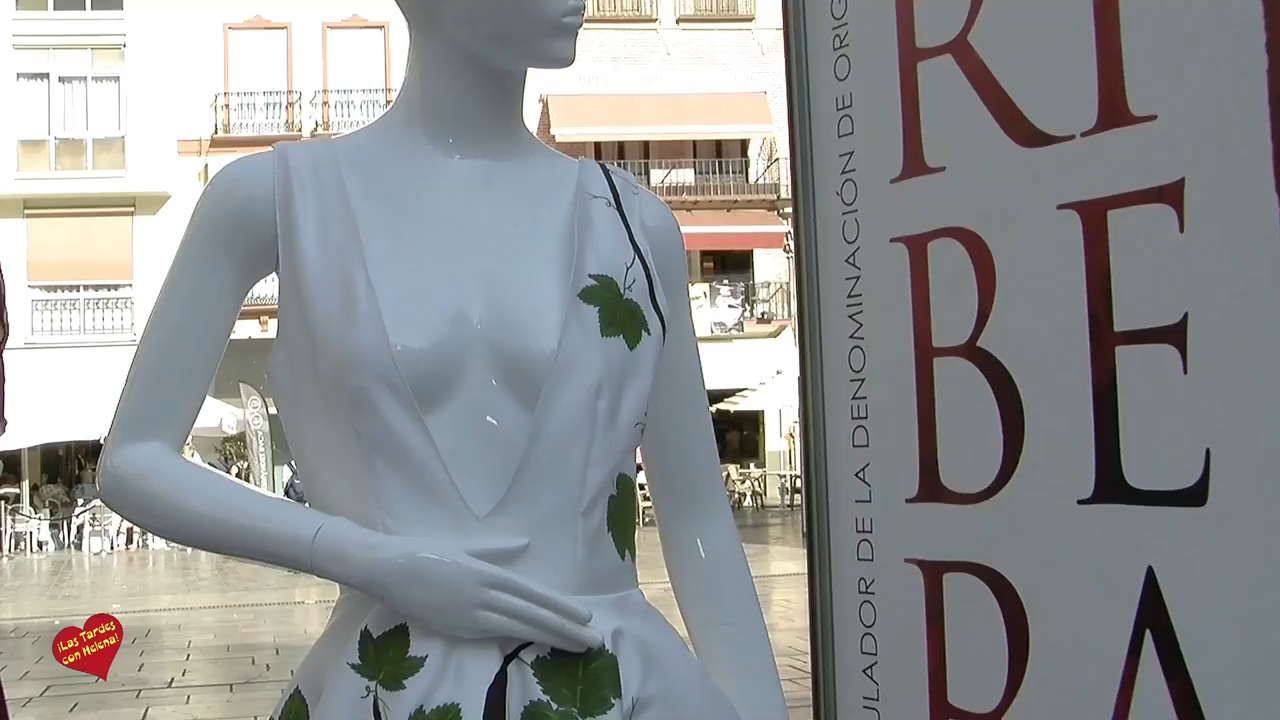 RI
BE
RA
ULADOR DE LA DENOMINACIÓN DE ORIG
¡Las Tardes
con Helena!